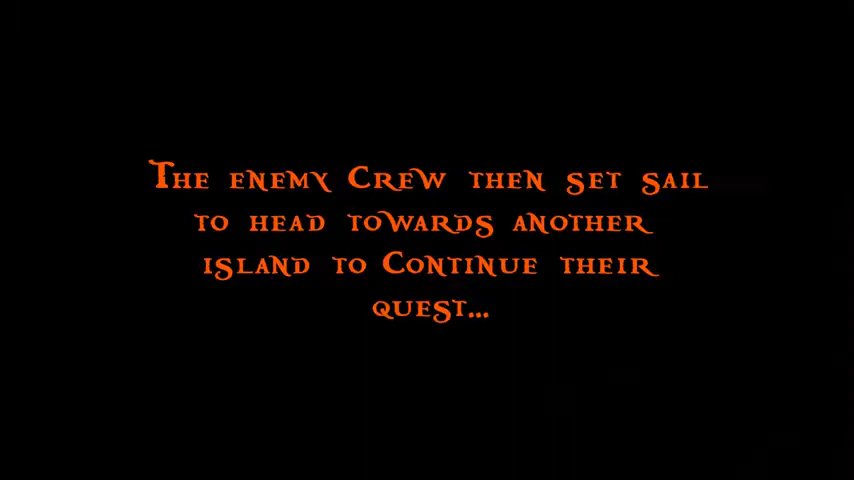 The enemy Crew then set sail
to head towards another
island to Continue their
quest...